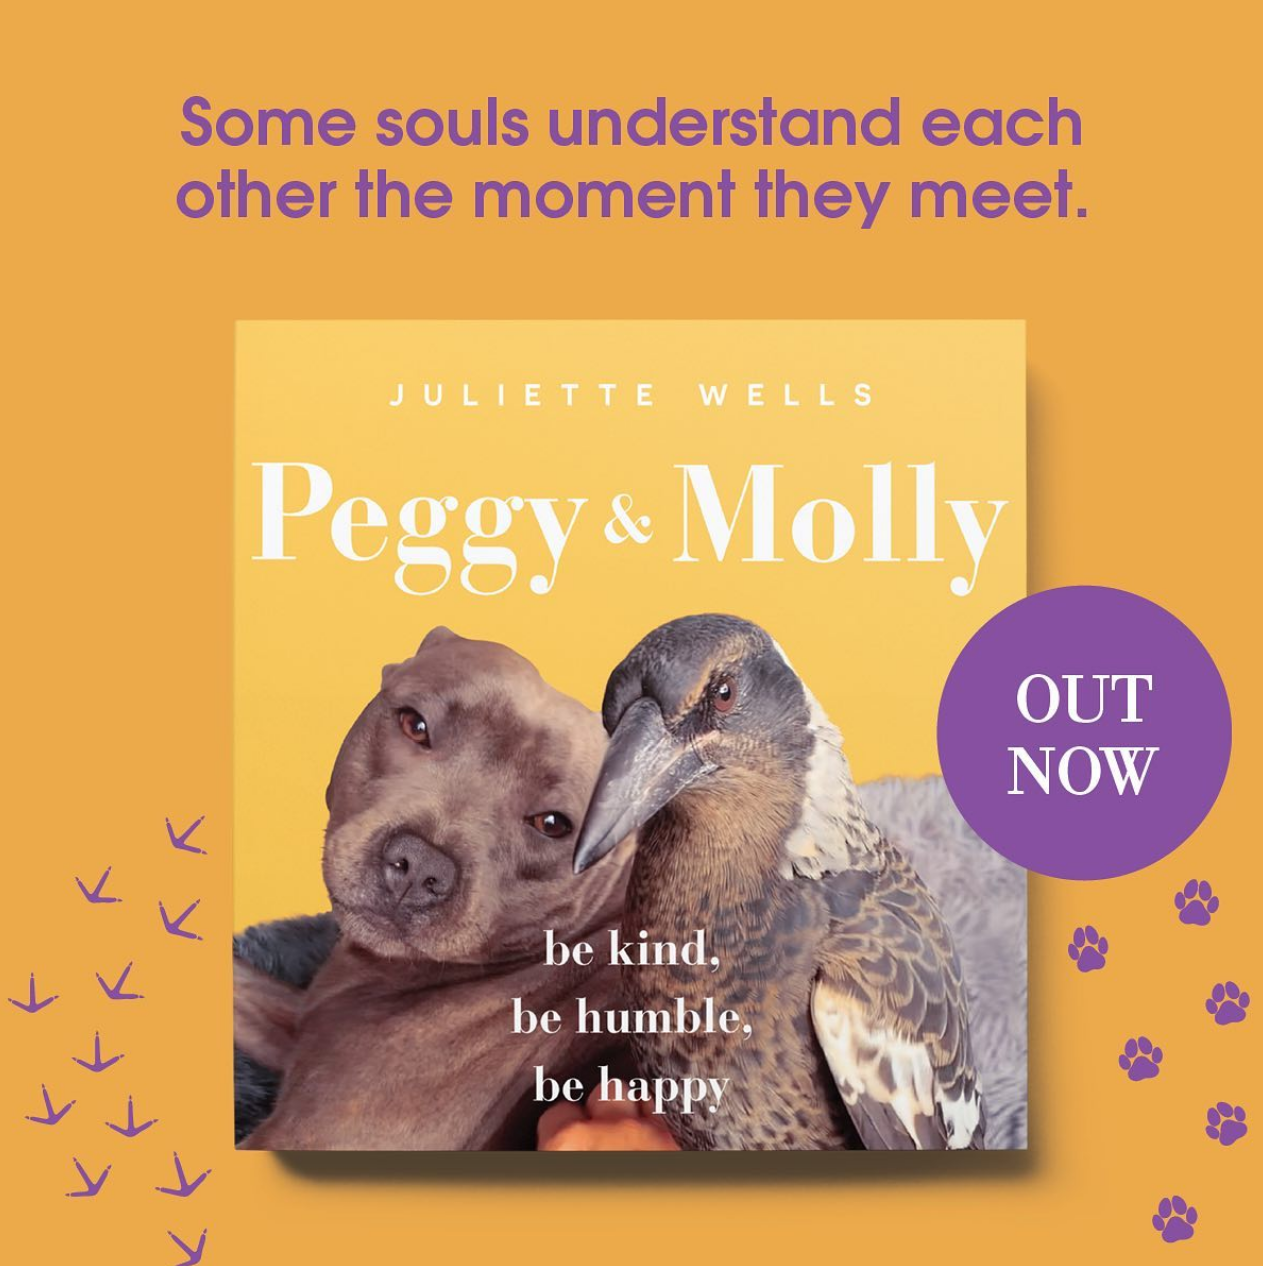 Some souls understand each
other the moment they meet.
JULIETTE WELLS
Peggy & Molly
OUT
NOW
be kind,
be humble,
be happy